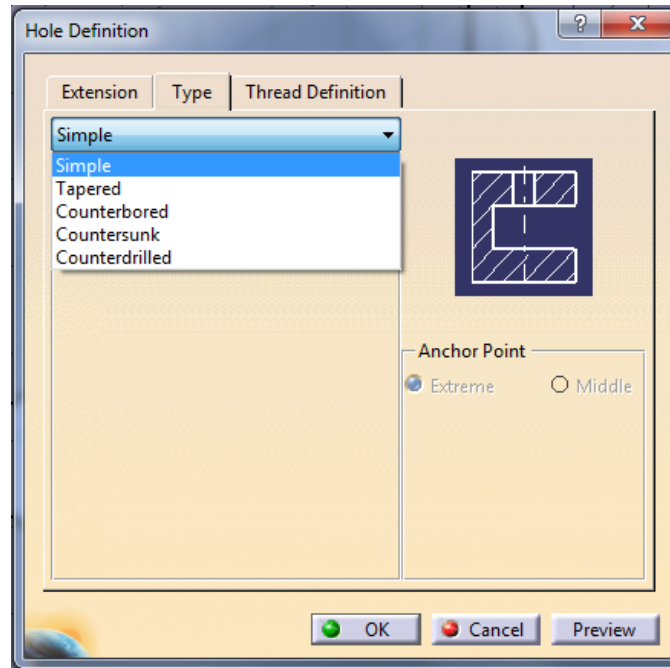 Hole Definition
? X
Extension Type Thread Definition
Simple
Simple
Tapered
Counterbored
Countersunk
Counterdrilled
Anchor Point
Extreme Middle
OK Cancel Preview